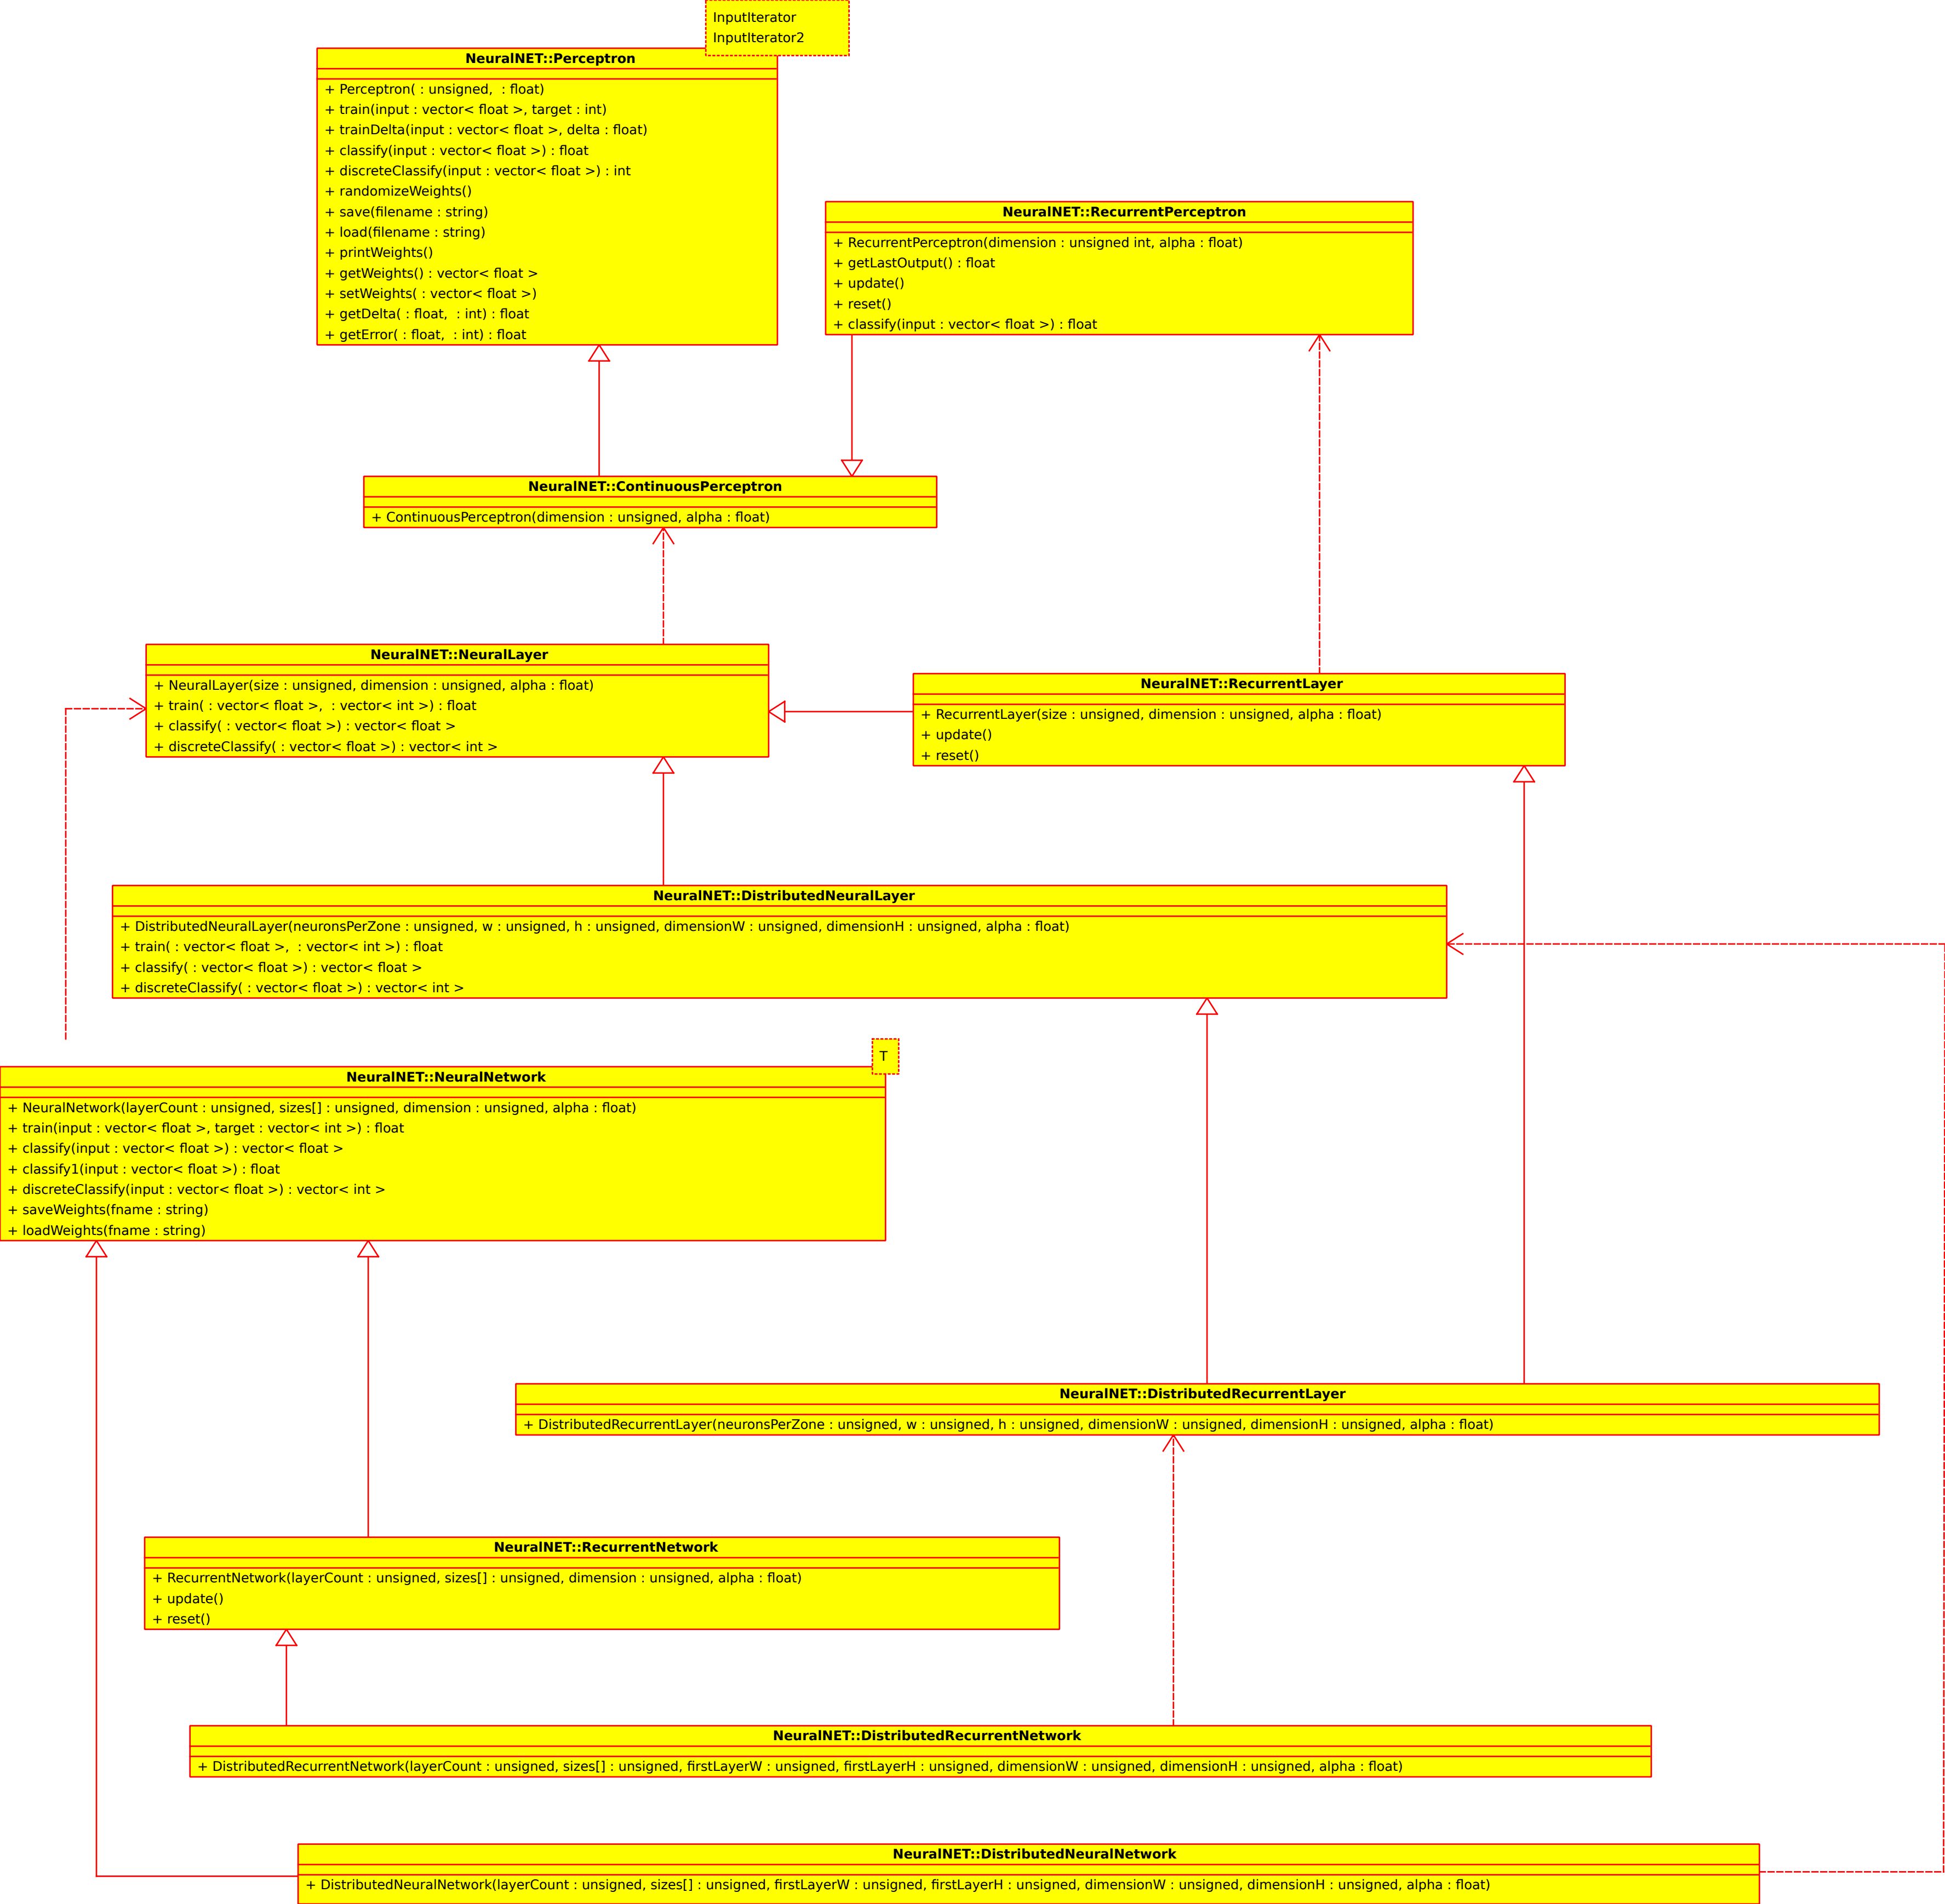 InputIterator
InputIterator2
NeuralNET::Perceptron
+ Perceptron( : unsigned,  : float)
+ train(input : vector< float >, target : int)
+ trainDelta(input : vector< float >, delta : float)
+ classify(input : vector< float >) : float
+ discreteClassify(input : vector< float >) : int
+ randomizeWeights()
+ save(filename : string)
+ load(filename : string)
+ printWeights()
+ getWeights() : vector< float >
+ setWeights( : vector< float >)
+ getDelta( : float,  : int) : float
+ getError( : float,  : int) : float
NeuralNET::RecurrentPerceptron
+ RecurrentPerceptron(dimension : unsigned int, alpha : float)
+ getLastOutput() : float
+ update()
+ reset()
+ classify(input : vector< float >) : float
NeuralNET::ContinuousPerceptron
+ ContinuousPerceptron(dimension : unsigned, alpha : float)
NeuralNET::NeuralLayer
+ NeuralLayer(size : unsigned, dimension : unsigned, alpha : float)
+ train( : vector< float >,  : vector< int >) : float
+ classify( : vector< float >) : vector< float >
+ discreteClassify( : vector< float >) : vector< int >
NeuralNET::RecurrentLayer
+ RecurrentLayer(size : unsigned, dimension : unsigned, alpha : float)
+ update()
+ reset()
NeuralNET::DistributedNeuralLayer
+ DistributedNeuralLayer(neuronsPerZone : unsigned, w : unsigned, h : unsigned, dimensionW : unsigned, dimensionH : unsigned, alpha : float)
+ train( : vector< float >,  : vector< int >) : float
+ classify( : vector< float >) : vector< float >
+ discreteClassify( : vector< float >) : vector< int >
T
NeuralNET::NeuralNetwork
+ NeuralNetwork(layerCount : unsigned, sizes[] : unsigned, dimension : unsigned, alpha : float)
+ train(input : vector< float >, target : vector< int >) : float
+ classify(input : vector< float >) : vector< float >
+ classify1(input : vector< float >) : float
+ discreteClassify(input : vector< float >) : vector< int >
+ saveWeights(fname : string)
+ loadWeights(fname : string)
NeuralNET::DistributedRecurrentLayer
+ DistributedRecurrentLayer(neuronsPerZone : unsigned, w : unsigned, h : unsigned, dimensionW : unsigned, dimensionH : unsigned, alpha : float)
NeuralNET::RecurrentNetwork
+ RecurrentNetwork(layerCount : unsigned, sizes[] : unsigned, dimension : unsigned, alpha : float)
+ update()
+ reset()
NeuralNET::DistributedRecurrentNetwork
+ DistributedRecurrentNetwork(layerCount : unsigned, sizes[] : unsigned, firstLayerW : unsigned, firstLayerH : unsigned, dimensionW : unsigned, dimensionH : unsigned, alpha : float)
NeuralNET::DistributedNeuralNetwork
+ DistributedNeuralNetwork(layerCount : unsigned, sizes[] : unsigned, firstLayerW : unsigned, firstLayerH : unsigned, dimensionW : unsigned, dimensionH : unsigned, alpha : float)